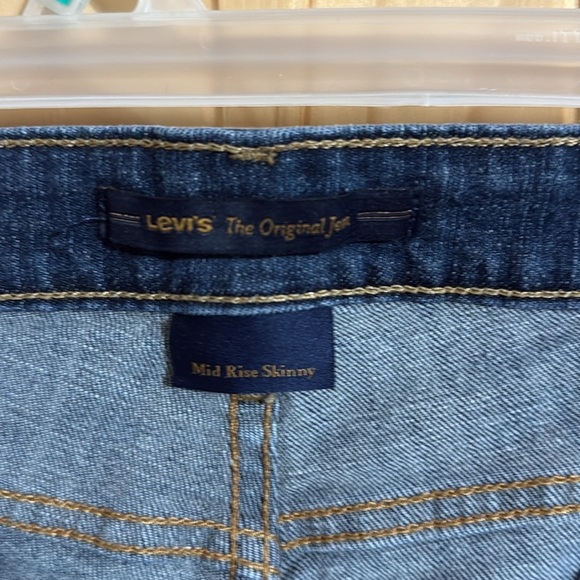 Levi's The Original Jean
Mid Rise Skinny